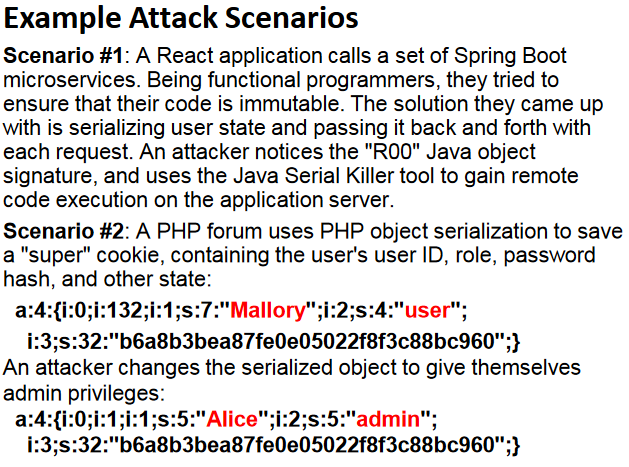 Example Attack Scenarios
Scenario #1: A React application calls a set of Spring Boot
microservices. Being functional programmers, they tried to
ensure that their code is immutable. The solution they came up
with is serializing user state and passing it back and forth with
each request. An attacker notices the "R00" Java object
signature, and uses the Java Serial Killer tool to gain remote
code execution on the application server.
Scenario #2: A PHP forum uses PHP object serialization to save
a "super" cookie, containing the user's user ID, role, password
hash, and other state:
a:4:{i:0;i:132;i:1;s:7:"Mallory";i:2;s:4:"user";
i:3;s:32:"b6a8b3bea87fe0e05022f8f3c88bc960";}
An attacker changes the serialized object to give themselves
admin privileges:
a:4:{i:0;i:1;i:1;s:5:"Alice";i:2;s:5:"admin";
i:3;s:32:"b6a8b3bea87fe0e05022f8f3c88bc960";}